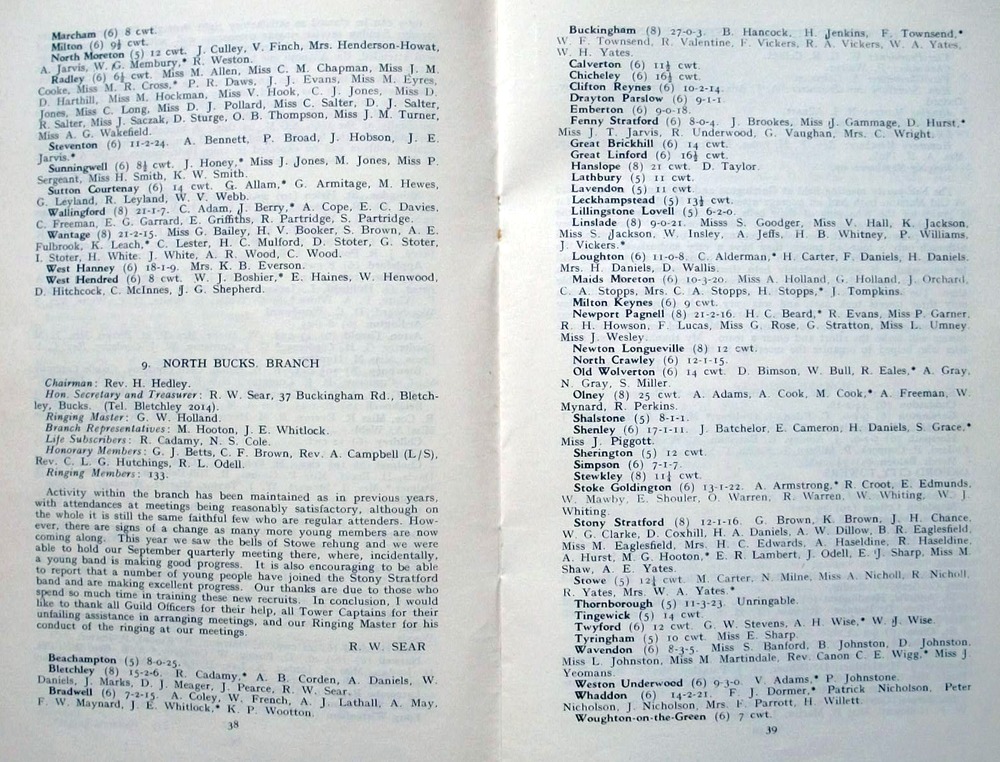 Marcham (6) 8 cwt.
Milton (6) 9½ cwt.
North Moreton (5) 12 cwt. J. Culley, V. Finch, Mrs. Henderson-Howat,
A. Jarvis, W. G. Membury,* R. Weston.
Radley (6) 6½ cwt. Miss M. Allen, Miss C. M. Chapman, Miss J. M.
Cooke, Miss M. R. Cross,* P. R. Daws, J. J. Evans, Miss M. Eyres,
D. Harthill, Miss M. Hockman, Miss V. Hook, C. J. Jones, Miss D.
Jones, Miss C. Long, Miss D. J. Pollard, Miss C. Salter, D. J. Salter,
R. Salter, Miss J. Saczak, D. Sturge, O. B. Thompson, Miss J. M. Turner,
Miss A. G. Wakefield.
Steventon (6) 11-2-24. A. Bennett, P. Broad, J. Hobson, J. E.
Jarvis.*
Sunningwell (6) 8½ cwt. J. Honey,* Miss J. Jones, M. Jones, Miss P.
Sergeant, Miss H. Smith, K. W. Smith.
Sutton Courtenay (6) 14 cwt. G. Allam,* G. Armitage, M. Hewes,
G. Leyland, R. Leyland, W. V. Webb.
Wallingford (8) 21-1-7. C. Adam, J. Berry,* A. Cope, E. C. Davies,
C. Freeman, E. G. Garrard, E. Griffiths, R. Partridge, S. Partridge.
Wantage (8) 21-2-15. Miss G. Bailey, H. V. Booker, S. Brown, A. E.
Fulbrook, K. Leach,* C. Lester, H. C. Mulford, D. Stoter, G. Stoter,
I. Stoter, H. White. J. White, A. R. Wood, C. Wood.
West Hanney (6) 18-1-9. Mrs. K. B. Everson.
West Hendred (6) 8 cwt. W. J. Boshier,* E. Haines, W. Henwood,
D. Hitchcock, C. McInnes, J. G. Shepherd.
9. NORTH BUCKS. BRANCH
Chairman: Rev. H. Hedley.
Hon. Secretary and Treasurer: R. W. Sear, 37 Buckingham Rd., Bletch-
ley, Bucks. (Tel. Bletchley 2014).
Ringing Master: G. W. Holland.
Branch Representatives: M. Hooton, J. E. Whitlock.
Life Subscribers: R. Cadamy, N. S. Cole.
Honorary Members: G. J. Betts, C. F. Brown, Rev. A. Campbell (L/S),
Rev. C. L. G. Hutchings, R. L. Odell.
Ringing Members: 133.
Activity within the branch has been maintained as in previous years,
with attendances at meetings being reasonably satisfactory, although on
the whole it is still the same faithful few who are regular attenders. How-
ever, there are signs of a change as many more young members are now
coming along. This year we saw the bells of Stowe rehung and we were
able to hold our September quarterly meeting there, where, incidentally,
a young band is making good progress. It is also encouraging to be able
to report that a number of young people have joined the Stony Stratford
band and are making excellent progress. Our thanks are due to those who
spend so much time in training these new recruits. In conclusion, I would
like to thank all Guild Officers for their help, all Tower Captains for their
unfailing assistance in arranging meetings, and our Ringing Master for his
conduct of the ringing at our meetings.
R. W. SEAR
Beachampton (5) 8-0-25.
Bletchley (8) 15-2-6. R. Cadamy,* A. B. Corden, A. Daniels, W.
Daniels, J. Marks, D. J. Meager, J. Pearce, R. W. Sear.
Bradwell (6) 7-2-15. A. Coley, W. French, A. J. Lathall, A. May,
F. W. Maynard, J. E. Whitlock,* K. P. Wootton.
38
Buckingham (8) 27-0-3. B. Hancock, H. Jenkins, F. Townsend,*
W. F. Townsend, R. Valentine, F. Vickers, R. A. Vickers, W. A. Yates,
W. H. Yates.
Calverton (6) 11½ cwt.
Chicheley (6) 16½ cwt.
Clifton Reynes (6) 10-2-14.
Drayton Parslow (6) 9-1-1.
Emberton (6) 9-0-18.
Fenny Stratford (6) 8-0-4. J. Brookes, Miss J. Gammage, D. Hurst,*
Miss J. T. Jarvis, R. Underwood, G. Vaughan, Mrs. C. Wright.
Great Brickhill (6) 14 cwt.
Great Linford (6) 16½ cwt.
Hanslope (8) 21 cwt. D. Taylor.
Lathbury (5) 11 cwt.
Lavendon (5) 11 cwt.
Leckhampstead (5) 13½ cwt.
Lillingstone Lovell (5) 6-2-0.
Linslade (8) 9-0-21. Misss S. Goodger, Miss V. Hall, K. Jackson,
Miss S. Jackson, W. Insley, A. Jeffs, H. B. Whitney, P. Williams,
J. Vickers.*
Loughton (6) 11-0-8. C. Alderman,* H. Carter, F. Daniels, H. Daniels.
Mrs. H. Daniels, D. Wallis.
Maids Moreton (6) 10-3-20. Miss A. Holland, G. Holland, J. Orchard,
C. A. Stopps, Mrs. C. A. Stopps, H. Stopps,* J. Tompkins.
Milton Keynes (6) 9 cwt.
Newport Pagnell (8) 21-2-16. H. C. Beard,* R. Evans, Miss P. Garner,
R. H. Howson, F. Lucas, Miss G. Rose, G. Stratton, Miss L. Umney.
Miss J. Wesley.
Newton Longueville (8) 12 cwt.
North Crawley (6) 12-1-15.
Old Wolverton (6) 14 cwt. D. Bimson, W. Bull, R. Eales,* A. Gray,
N. Gray, S. Miller.
Olney (8) 25 cwt. A. Adams, A. Cook, M. Cook,* A. Freeman, W.
Mynard, R. Perkins.
Shalstone (5) 8-1-1.
Shenley (6) 17-1-11. J. Batchelor, E. Cameron, H. Daniels, S. Grace,*
Miss J. Piggott.
Sherington (5) 12 cwt.
Simpson (6) 7-1-7.
Stewkley (8) 11¼ cwt.
Stoke Goldington (6) 13-1-22. A. Armstrong,* R. Croot, E. Edmunds,
W. Mawby, E. Shouler, O. Warren, R. Warren, W. Whiting, W. J.
Whiting.
Stony Stratford (8) 12-1-16. G. Brown, K. Brown, J. H. Chance,
W. G. Clarke, D. Coxhill, H. A. Daniels, A. W. Dillow, B. R. Eaglesfield,
Miss M. Eaglesfield, Mrs. H. C. Edwards, A. Haseldine, R. Haseldine,
A. Hurst, M. G. Hooton,* E. R. Lambert, J. Odell, E. J. Sharp, Miss M.
Shaw, A. E. Yates.
Stowe (5) 12½ cwt. M. Carter, N. Milne, Miss A. Nicholl, R. Nicholl,
R. Yates, Mrs. W. A. Yates.*
Thornborough (5) 11-3-23. Unringable.
Tingewick (5) 14 cwt.
Twyford (6) 12 cwt. G. W. Stevens, A. H. Wise,* W. J. Wise.
Tyringham (5) 10 cwt. Miss E. Sharp.
Wavendon (6) 8-3-5. Miss S. Banford, B. Johnston, D. Johnston,
Miss L. Johnston, Miss M. Martindale, Rev. Canon C. E. Wigg,* Miss J.
Yeomans.
Weston Underwood (6) 9-3-0. V. Adams,* P. Johnstone.
Whaddon (6) 14-2-21. F. J. Dormer,* Patrick Nicholson, Peter
Nicholson, J. Nicholson, Mrs. F. Parrott, H. Willett.
Woughton-on-the-Green (6) 7 cwt.
39